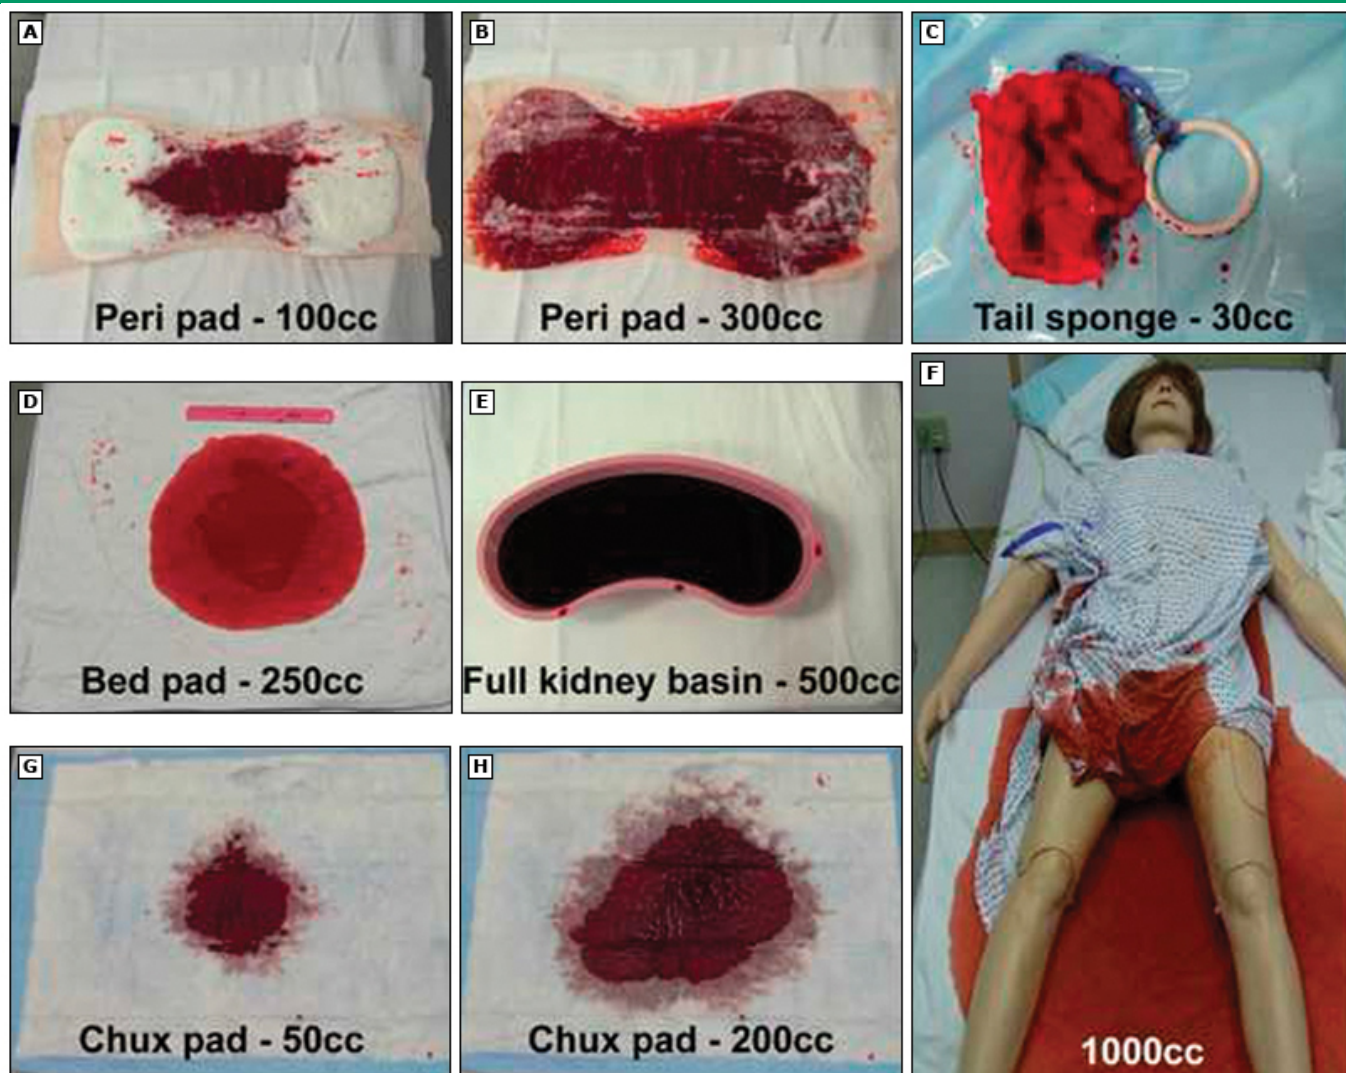 A
Peri pad - 100cc
B
Peri pad - 300cc
C
Tail sponge - 30cc
D
Bed pad - 250cc
E
Full kidney basin - 500cc
F
1000cc
G
Chux pad - 50cc
H
Chux pad - 200cc